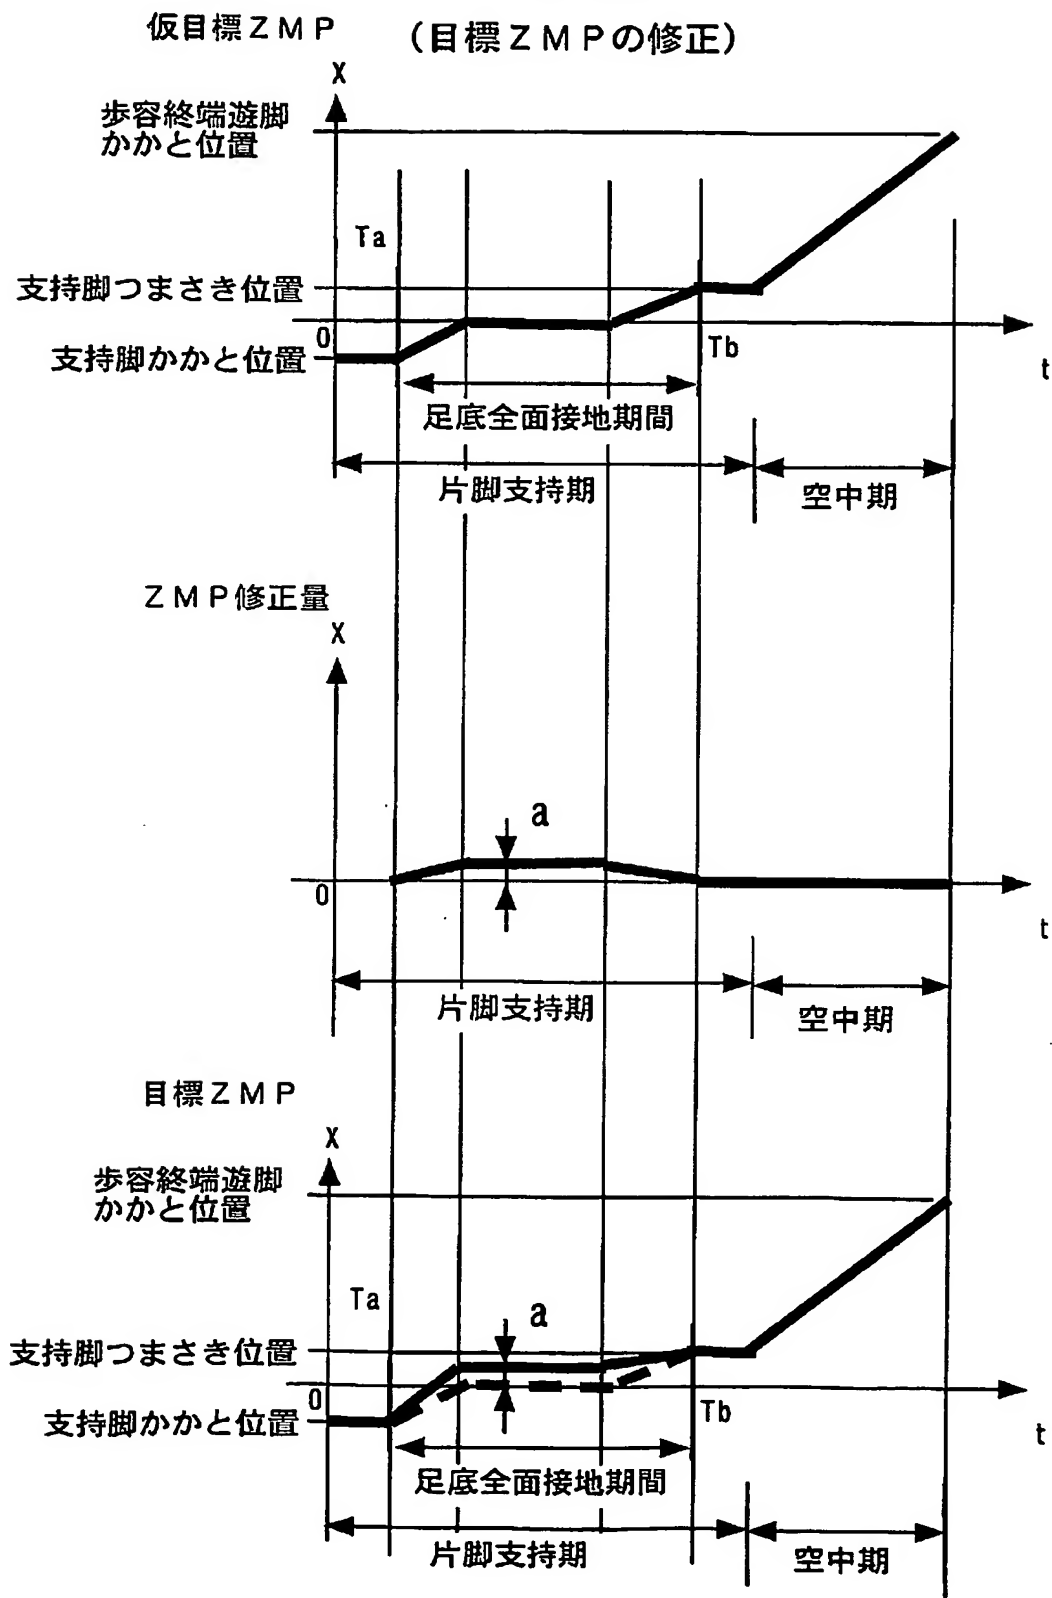 仮目標ZMP （目標ZMPの修正）
X
歩容終端遊脚
かかと位置
Ta
支持脚つまさき位置
0
支持脚かかと位置
Tb
t
足底全面接地期間
片脚支持期
空中期
ZMP修正量
X
a
0
t
片脚支持期
空中期
目標ZMP
X
歩容終端遊脚
かかと位置
Ta
a
支持脚つまさき位置
0
支持脚かかと位置
Tb
t
足底全面接地期間
片脚支持期
空中期